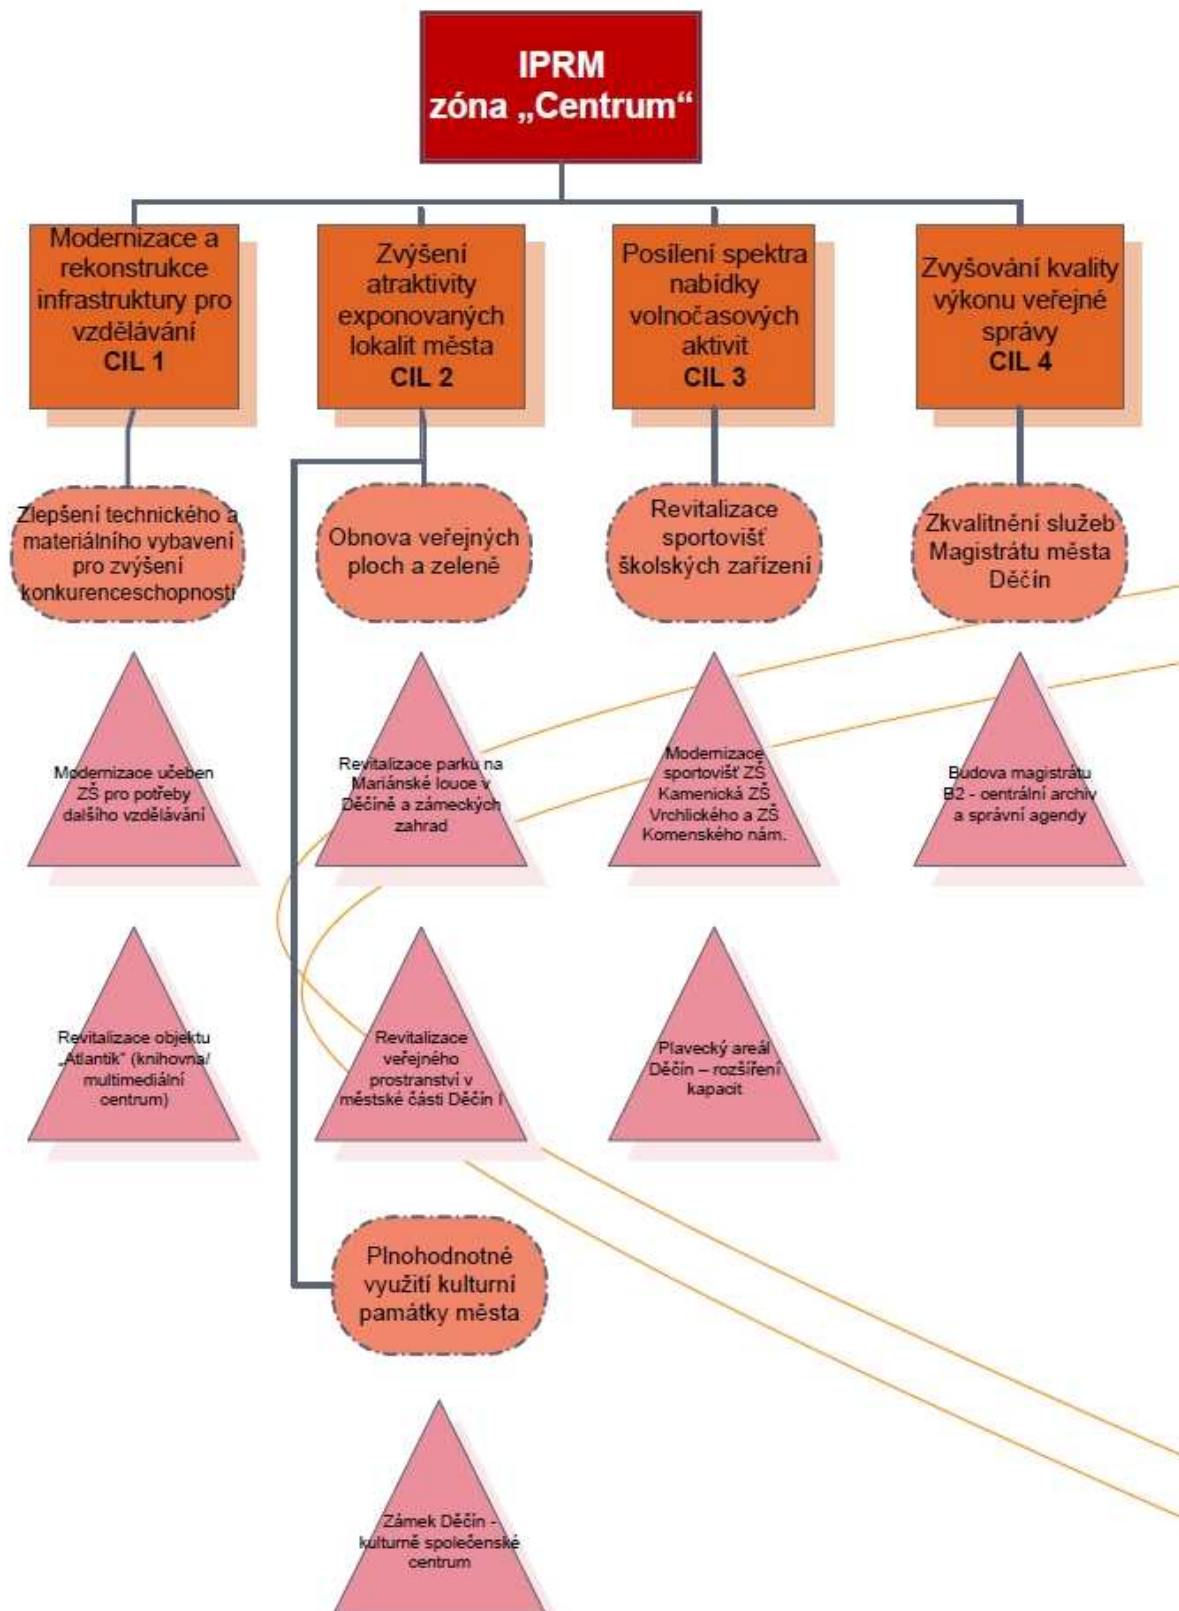 IPRM
zóna „Centrum“
Modernizace a
rekonstrukce
infrastruktury pro
vzdělávání
CIL 1
Zvýšení
atraktivity
exponovaných
lokalit města
CIL 2
Posílení spektra
nabídky
volnočasových
aktivit
CIL 3
Zvyšování kvality
výkonu veřejné
správy
CIL 4
Zlepšení technického a
materiálního vybavení
pro zvýšení
konkurenceschopnosti
Obnova veřejných
ploch a zeleně
Revitalizace
sportovišť
školských zařízení
Zkvalitnění služeb
Magistrátu města
Děčín
Modernizace učeben
ZŠ pro potřeby
dalšího vzdělávání
Revitalizace parku na
Mariánské louce v
Děčíně a zámeckých
zahrad
Modernizace
sportovišť ZŠ
Kamenická ZŠ
Vrchlického a ZŠ
Komenského nám.
Budova magistrátu
B2 - centrální archiv
a správní agendy
Revitalizace objektu
„Atlantik“ (knihovna/
multimediální
centrum)
Revitalizace
veřejného
prostranství v
městské části Děčín I
Plavecký areál
Děčín – rozšíření
kapacit
Plnohodnotné
využití kulturní
památky města
Zámek Děčín -
kulturně společenské
centrum